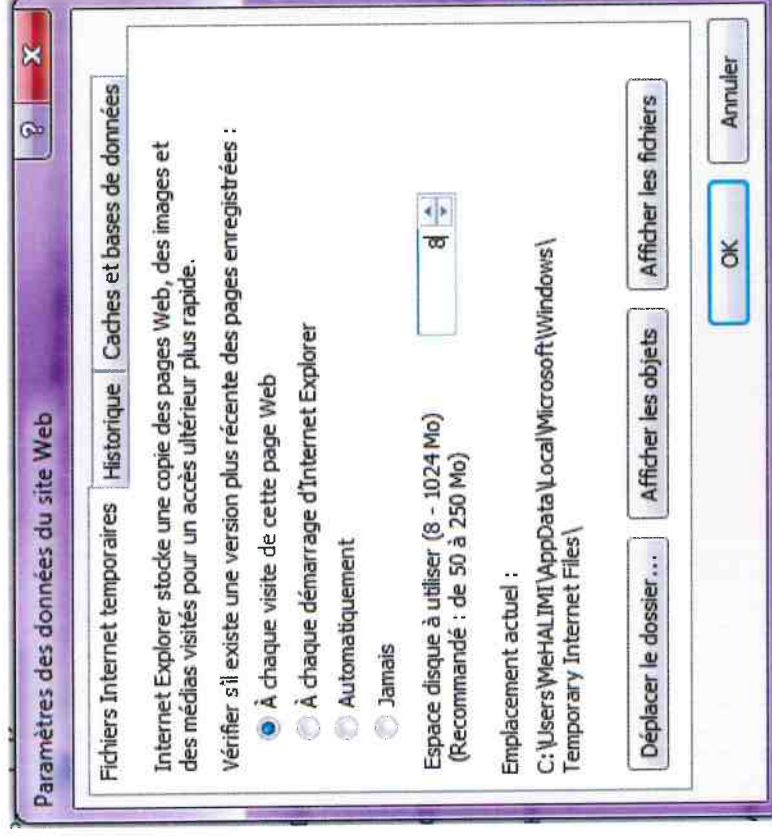 Paramètres des données du site Web
?
x
Fichiers Internet temporaires
Historique
Caches et bases de données
Internet Explorer stocke une copie des pages Web, des images et
des médias visités pour un accès ultérieur plus rapide.
Vérifier s'il existe une version plus récente des pages enregistrées :
À chaque visite de cette page Web
À chaque démarrage d'Internet Explorer
Automatiquement
Jamais
Espace disque à utiliser (8 - 1024 Mo)
8
(Recommandé : de 50 à 250 Mo)
Emplacement actuel :
C:\Users\MeHALIMI\AppData\Local\Microsoft\Windows\
Temporary Internet Files\
Déplacer le dossier...
Afficher les objets
Afficher les fichiers
OK
Annuler